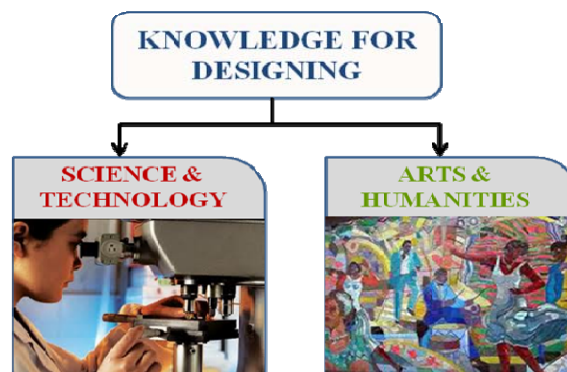 KNOWLEDGE FOR
DESIGNING
SCIENCE &
TECHNOLOGY
ARTS &
HUMANITIES